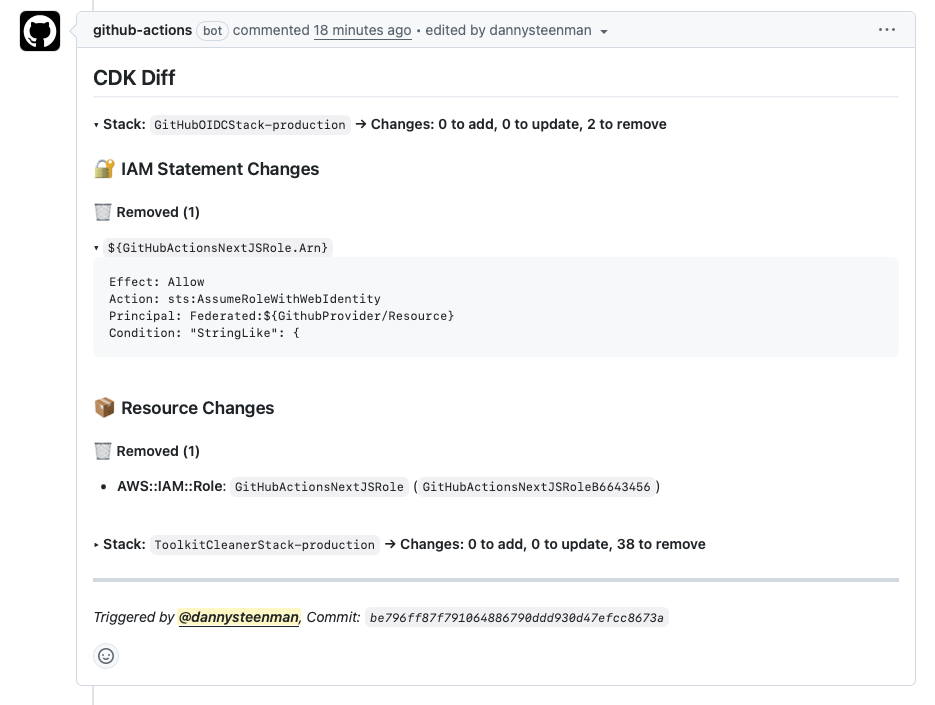 github-actions bot commented 18 minutes ago • edited by dannysteenman
CDK Diff
Stack: GitHubOIDCStack-production → Changes: 0 to add, 0 to update, 2 to remove
IAM Statement Changes
Removed (1)
${GitHubActionsNextJSRole.Arn}
Effect: Allow
Action: sts:AssumeRoleWithWebIdentity
Principal: Federated:${GithubProvider/Resource}
Condition: "StringLike": {
Resource Changes
Removed (1)
• AWS::IAM::Role: GitHubActionsNextJSRole ( GitHubActionsNextJSRoleB6643456 )
Stack: ToolkitCleanerStack-production → Changes: 0 to add, 0 to update, 38 to remove
Triggered by @dannysteenman, Commit: be796ff87f791064886790ddd930d47efcc8673a